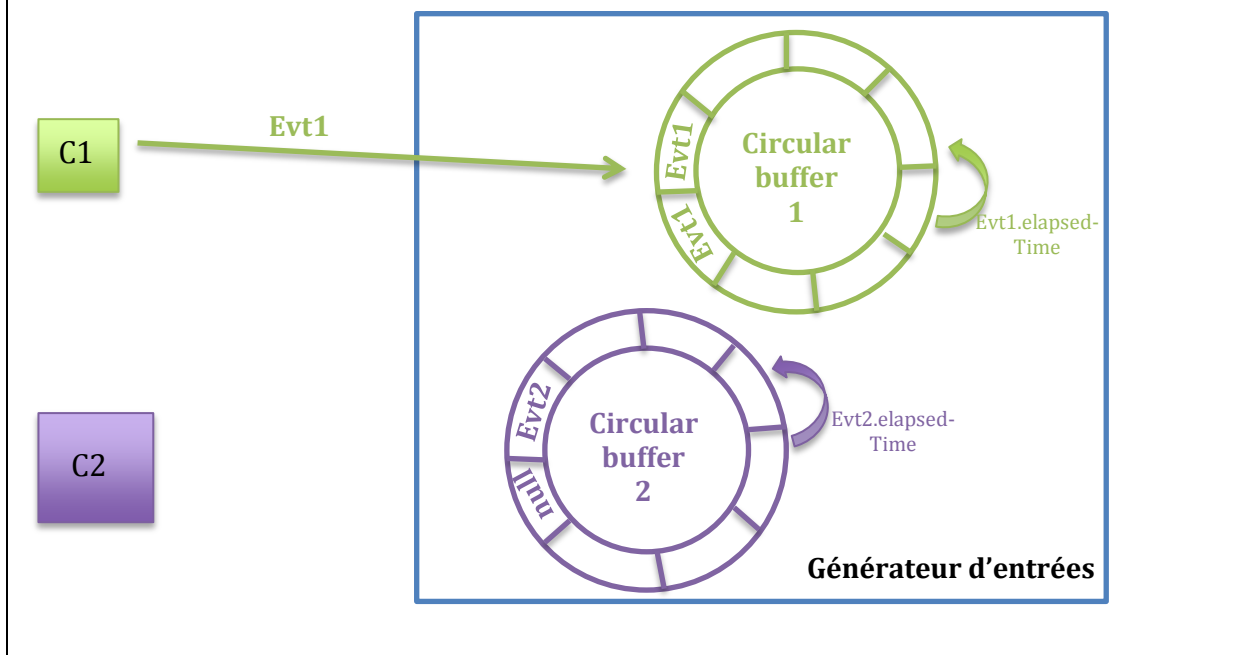 C1
Evt1
Evt1
Evt1
Circular
buffer
1
Evt1.elapsed-
Time
C2
Evt2
null
Circular
buffer
2
Evt2.elapsed-
Time
Générateur d’entrées